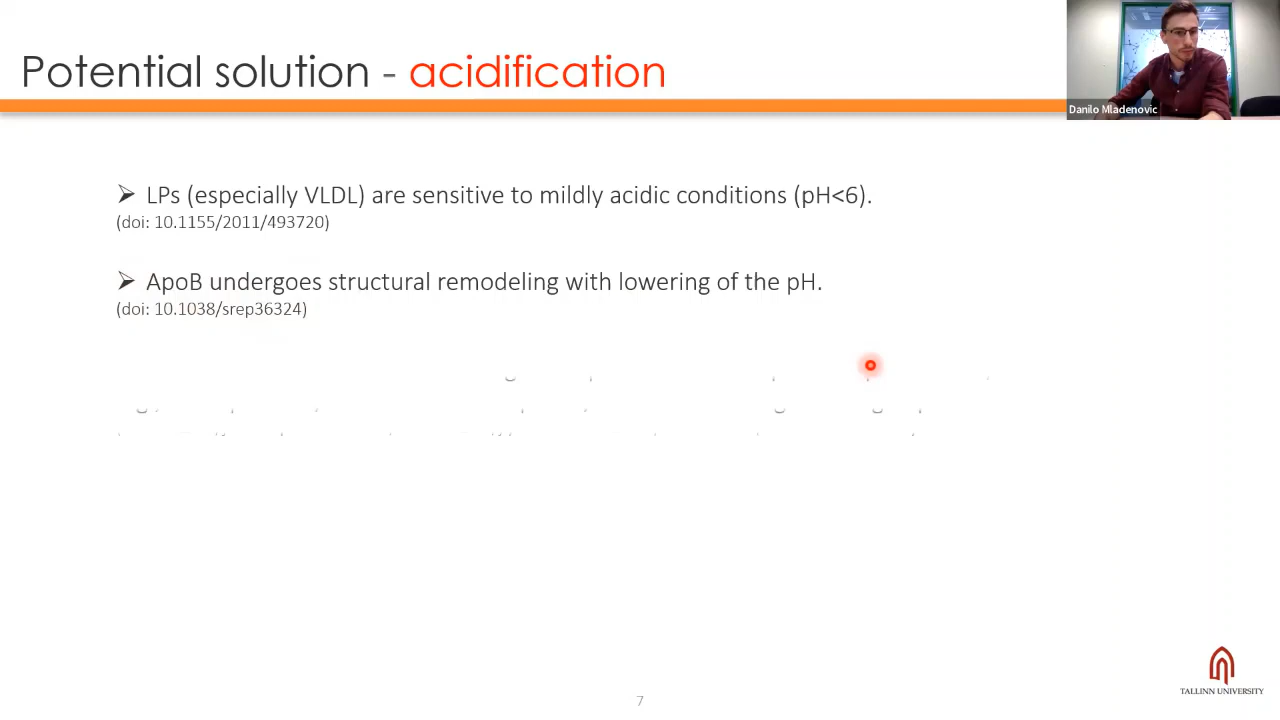 Potential solution - acidification
Danilo Mladenovic
➢ LPs (especially VLDL) are sensitive to mildly acidic conditions (pH<6).
(doi: 10.1155/2011/493720)
➢ ApoB undergoes structural remodeling with lowering of the pH.
(doi: 10.1038/srep36324)
7
TALLINN UNIVERSITY